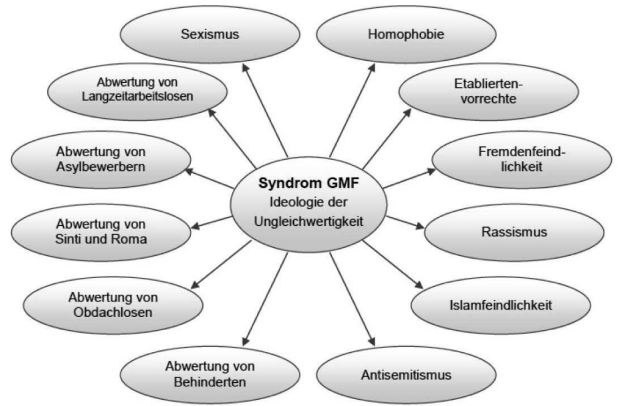 Sexismus
Homophobie
Abwertung von
Langzeitarbeitslosen
Etablierten-
vorrechte
Abwertung von
Asylbewerbern
Fremdenfeind-
lichkeit
Syndrom GMF
Ideologie der
Ungleichwertigkeit
Abwertung von
Sinti und Roma
Rassismus
Abwertung von
Obdachlosen
Islamfeindlichkeit
Abwertung von
Behinderten
Antisemitismus